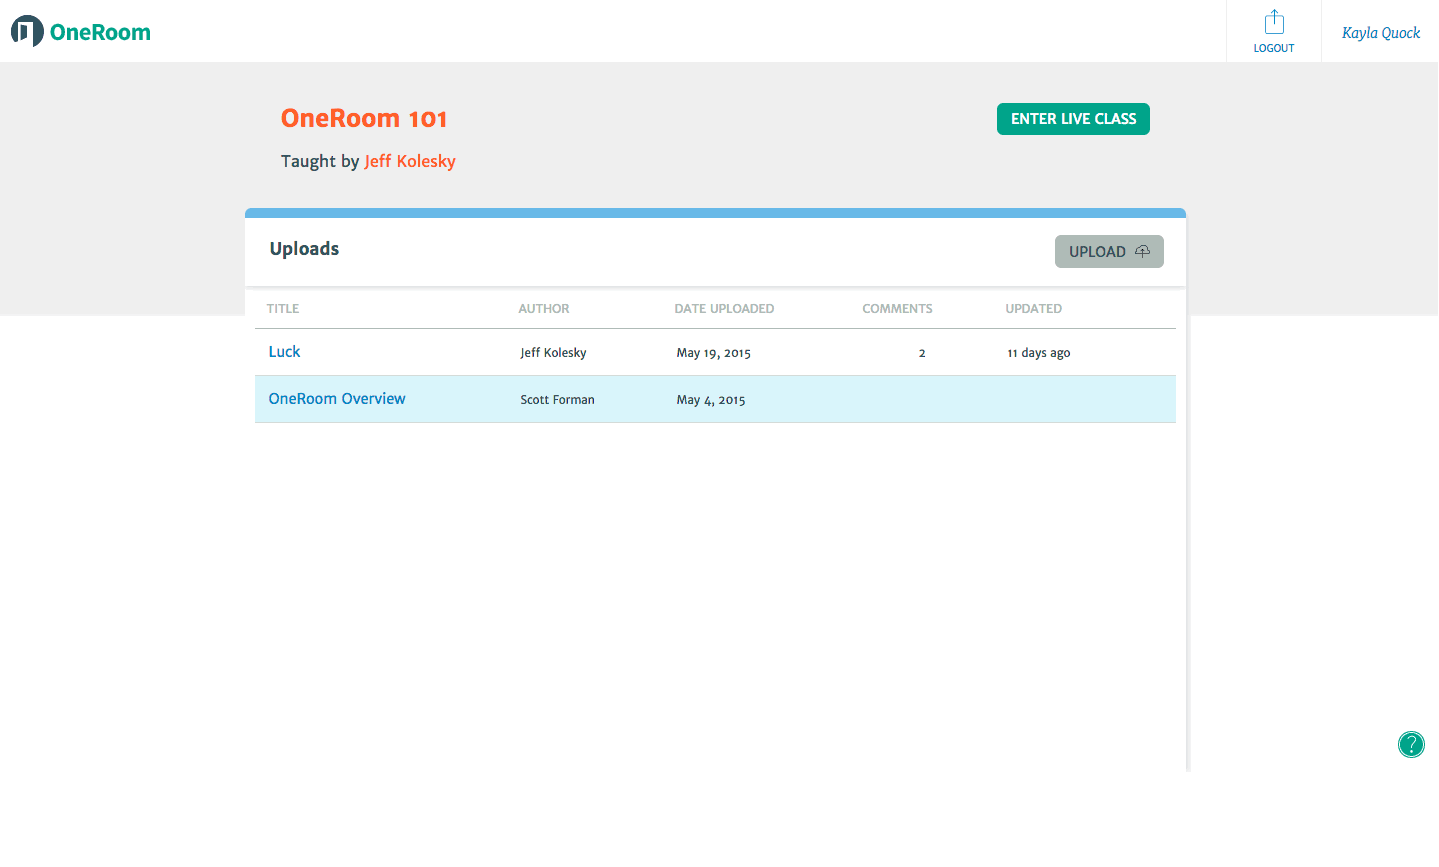 OneRoom
LOGOUT
Kayla Quock
OneRoom 101
ENTER LIVE CLASS
Taught by Jeff Kolesky
Uploads
UPLOAD
TITLE AUTHOR DATE UPLOADED COMMENTS UPDATED
Luck Jeff Kolesky May 19, 2015 2 11 days ago
OneRoom Overview Scott Forman May 4, 2015
?